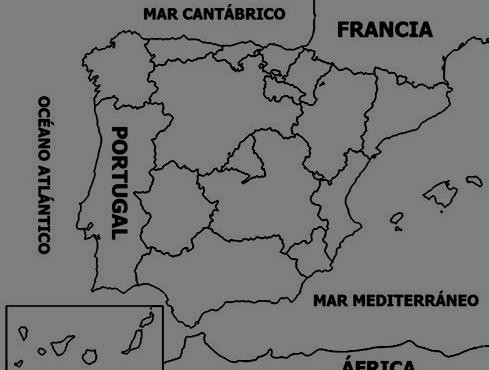 MAR CANTÁBRICO
FRANCIA
OCÉANO ATLÁNTICO
PORTUGAL
MAR MEDITERRÁNEO
ÁFRICA